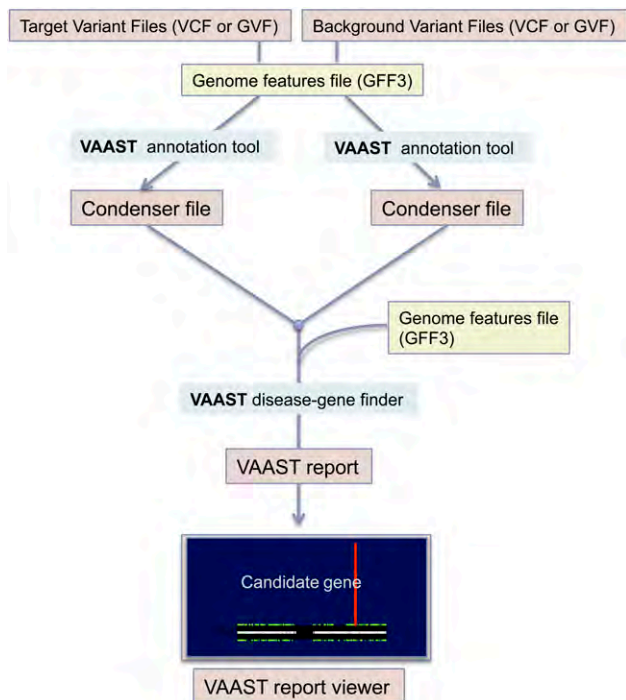 Target Variant Files (VCF or GVF)
Background Variant Files (VCF or GVF)
Genome features file (GFF3)
VAAST annotation tool
VAAST annotation tool
Condenser file
Condenser file
Genome features file
(GFF3)
VAAST disease-gene finder
VAAST report
Candidate gene
VAAST report viewer